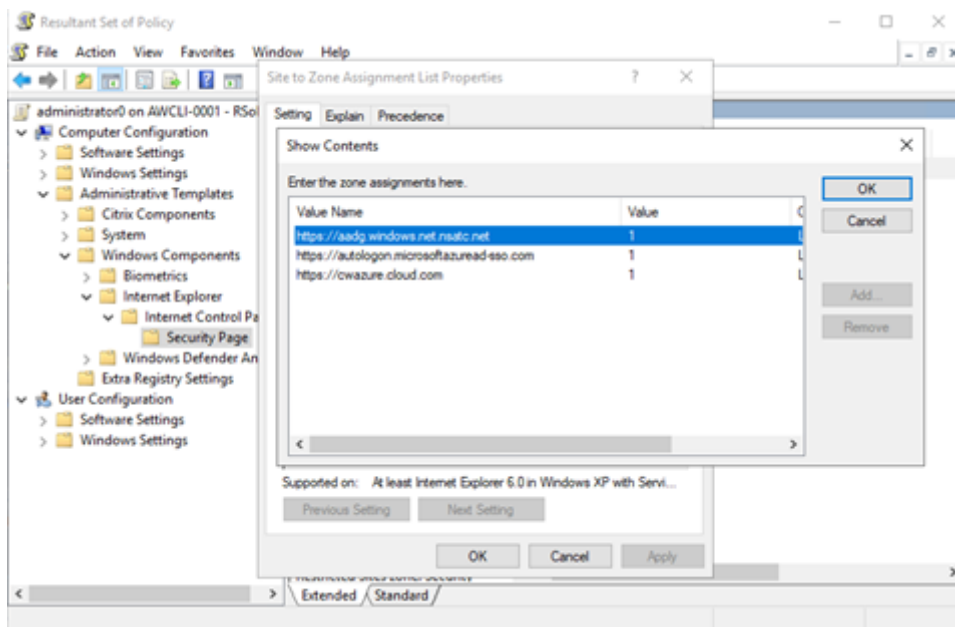 Resultant Set of Policy
File Action View Favorites Window Help
Site to Zone Assignment List Properties
administrator0 on AWCLI-0001 - RSo
Computer Configuration
Software Settings
Windows Settings
Administrative Templates
Citrix Components
System
Windows Components
Biometrics
Internet Explorer
Internet Control Pa
Security Page
Windows Defender An
Extra Registry Settings
User Configuration
Software Settings
Windows Settings
Setting Explain Precedence
Show Contents
Enter the zone assignments here.
Value Name Value
https://aadg.windows.net.nsatc.net 1
https://autologon.microsoftazuread-sso.com 1
https://cwazure.cloud.com 1
OK
Cancel
Add...
Remove
Supported on: At least Internet Explorer 6.0 in Windows XP with Servi...
Previous Setting Next Setting
OK Cancel Apply
Extended Standard